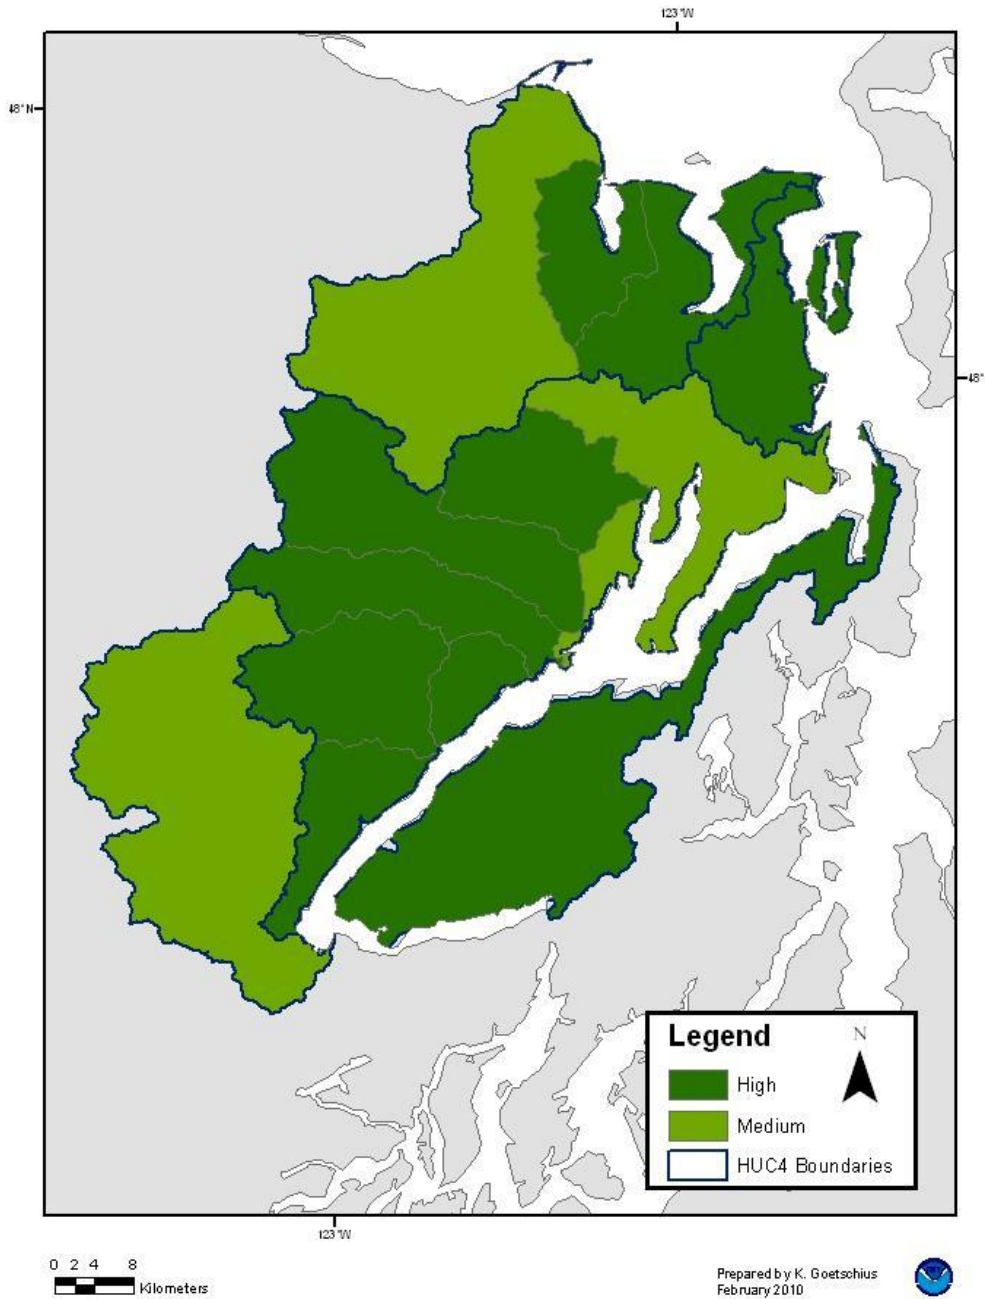 123°W
48°N
48°
Legend
N
High
Medium
HUC4 Boundaries
123°W
0 2 4 8
Kilometers
Prepared by K. Goetschius
February 2010